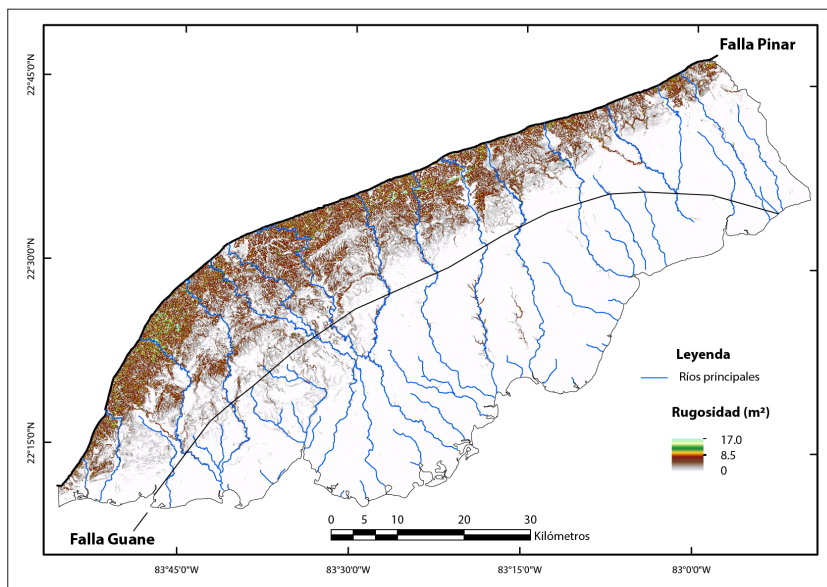 Falla Pinar
22°45'0"N
22°30'0"N
22°15'0"N
Leyenda
Ríos principales
Rugosidad (m²)
17.0
8.5
0
0 5 10 20 30
Kilómetros
Falla Guane
83°45'0"W 83°30'0"W 83°15'0"W 83°0'0"W